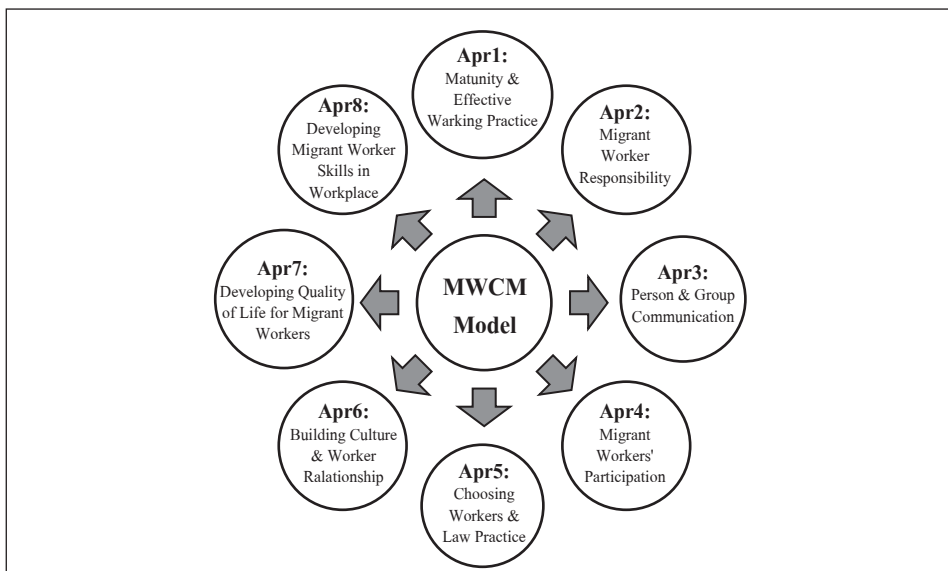 Apr1:
Matunity &
Effective
Warking Practice
Apr2:
Migrant
Worker
Responsibility
Apr3:
Person & Group
Communication
Apr4:
Migrant
Workers'
Participation
Apr5:
Choosing
Workers &
Law Practice
Apr6:
Building Culture
& Worker
Ralationship
Apr7:
Developing Quality
of Life for Migrant
Workers
Apr8:
Developing
Migrant Worker
Skills in
Workplace
MWCM
Model